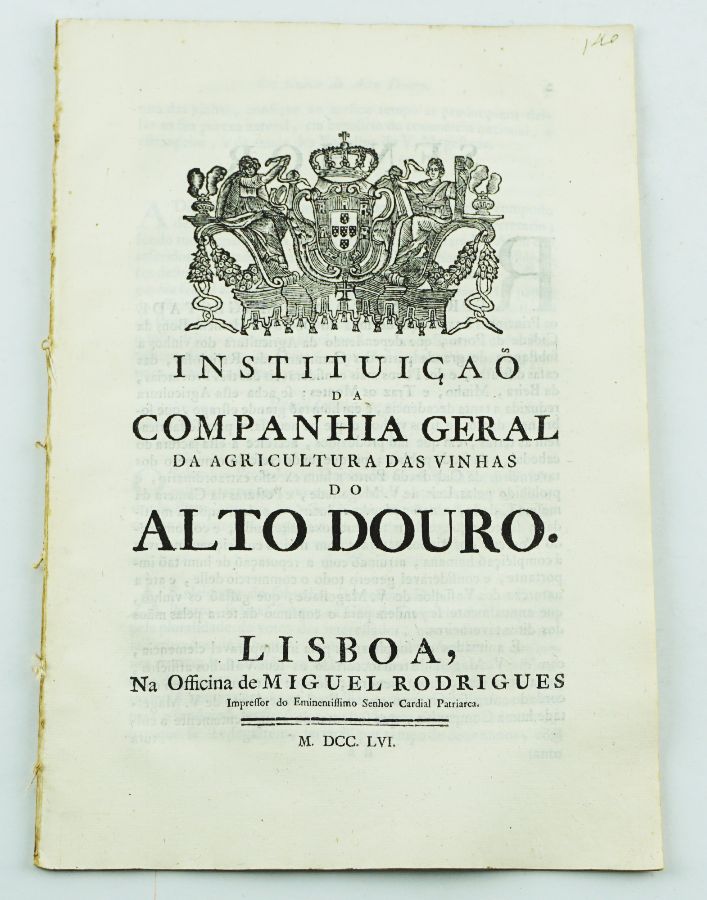 INSTITUIÇAÕ
DA
COMPANHIA GERAL
DA AGRICULTURA DAS VINHAS
DO
ALTO DOURO.
LISBOA,
Na Officina de MIGUEL RODRIGUES
Impreſſor do Eminentiſſimo Senhor Cardial Patriarca.
M. DCC. LVI.